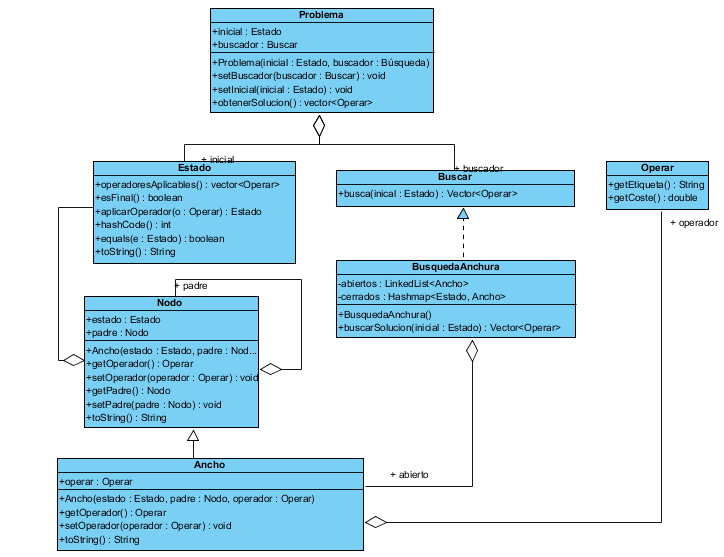 Problema
+inicial : Estado
+buscador : Buscar
+Problema(inicial : Estado, buscador : Búsqueda)
+setBuscador(buscador : Buscar) : void
+setInicial(inicial : Estado) : void
+obtenerSolucion() : vector<Operar>
+ inicial
+ buscador
Estado
+operadoresAplicables() : vector<Operar>
+esFinal() : boolean
+aplicarOperador(o : Operar) : Estado
+hashCode() : int
+equals(e : Estado) : boolean
+toString() : String
Buscar
+busca(inical : Estado) : Vector<Operar>
Operar
+getEtiqueta() : String
+getCoste() : double
+ operador
BusquedaAnchura
-abiertos : LinkedList<Ancho>
-cerrados : Hashmap<Estado, Ancho>
+BusquedaAnchura()
+buscarSolucion(inicial : Estado) : Vector<Operar>
+ padre
Nodo
+estado : Estado
+padre : Nodo
+Ancho(estado : Estado, padre : Nod...
+getOperador() : Operar
+setOperador(operador : Operar) : void
+getPadre() : Nodo
+setPadre(padre : Nodo) : void
+toString() : String
+ abierto
Ancho
+operar : Operar
+Ancho(estado : Estado, padre : Nodo, operador : Operar)
+getOperador() : Operar
+setOperador(operador : Operar) : void
+toString() : String